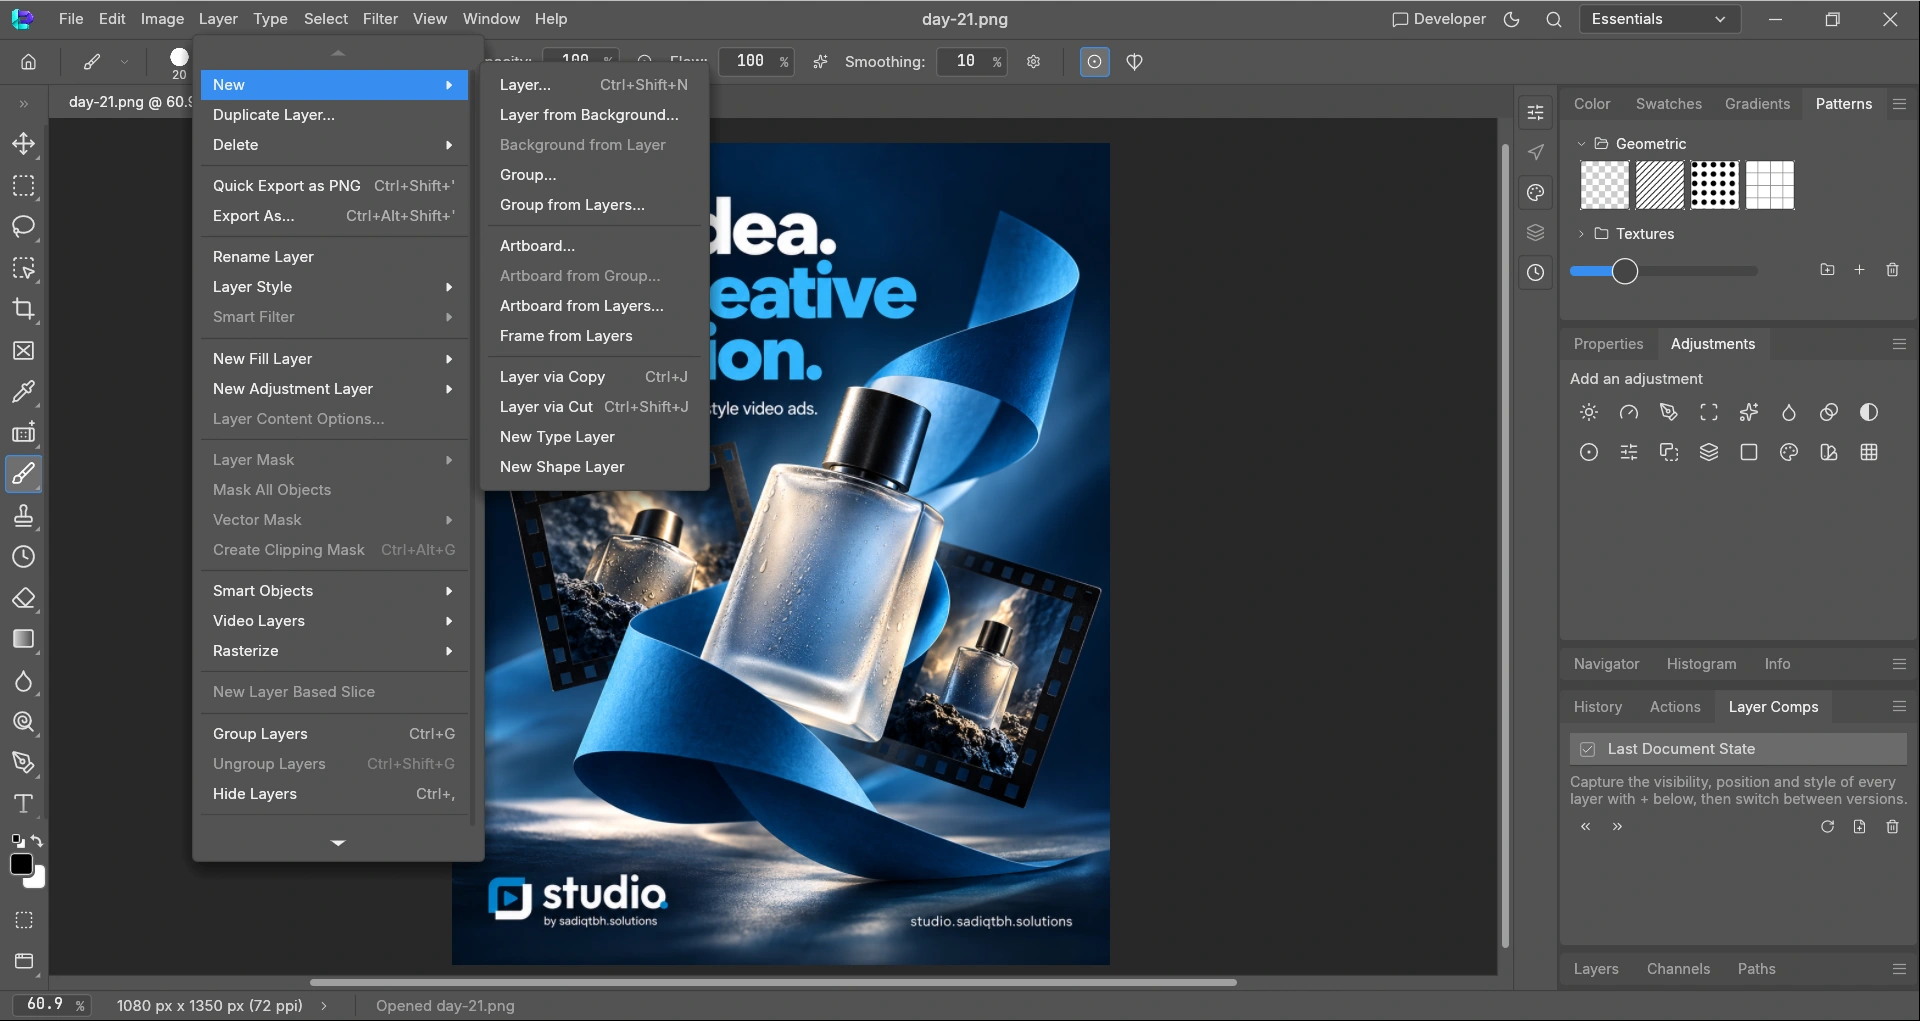 File Edit Image Layer Type Select Filter View Window Help
day-21.png
Developer
Essentials
20
100 %
100 %
Smoothing: 10 %
day-21.png @ 60.9
New
Duplicate Layer...
Delete
Quick Export as PNG Ctrl+Shift+'
Export As... Ctrl+Alt+Shift+'
Rename Layer
Layer Style
Smart Filter
New Fill Layer
New Adjustment Layer
Layer Content Options...
Layer Mask
Mask All Objects
Vector Mask
Create Clipping Mask Ctrl+Alt+G
Smart Objects
Video Layers
Rasterize
New Layer Based Slice
Group Layers Ctrl+G
Ungroup Layers Ctrl+Shift+G
Hide Layers Ctrl+,
Layer... Ctrl+Shift+N
Layer from Background...
Background from Layer
Group...
Group from Layers...
Artboard...
Artboard from Group...
Artboard from Layers...
Frame from Layers
Layer via Copy Ctrl+J
Layer via Cut Ctrl+Shift+J
New Type Layer
New Shape Layer
dea.
eative
ion.
tyle video ads.
studio.
by sadiqtbh.solutions
studio.sadiqtbh.solutions
Color Swatches Gradients Patterns
Geometric
Textures
Properties Adjustments
Add an adjustment
Navigator Histogram Info
History Actions Layer Comps
Last Document State
Capture the visibility, position and style of every
layer with + below, then switch between versions.
Layers Channels Paths
60.9 % 1080 px x 1350 px (72 ppi) Opened day-21.png